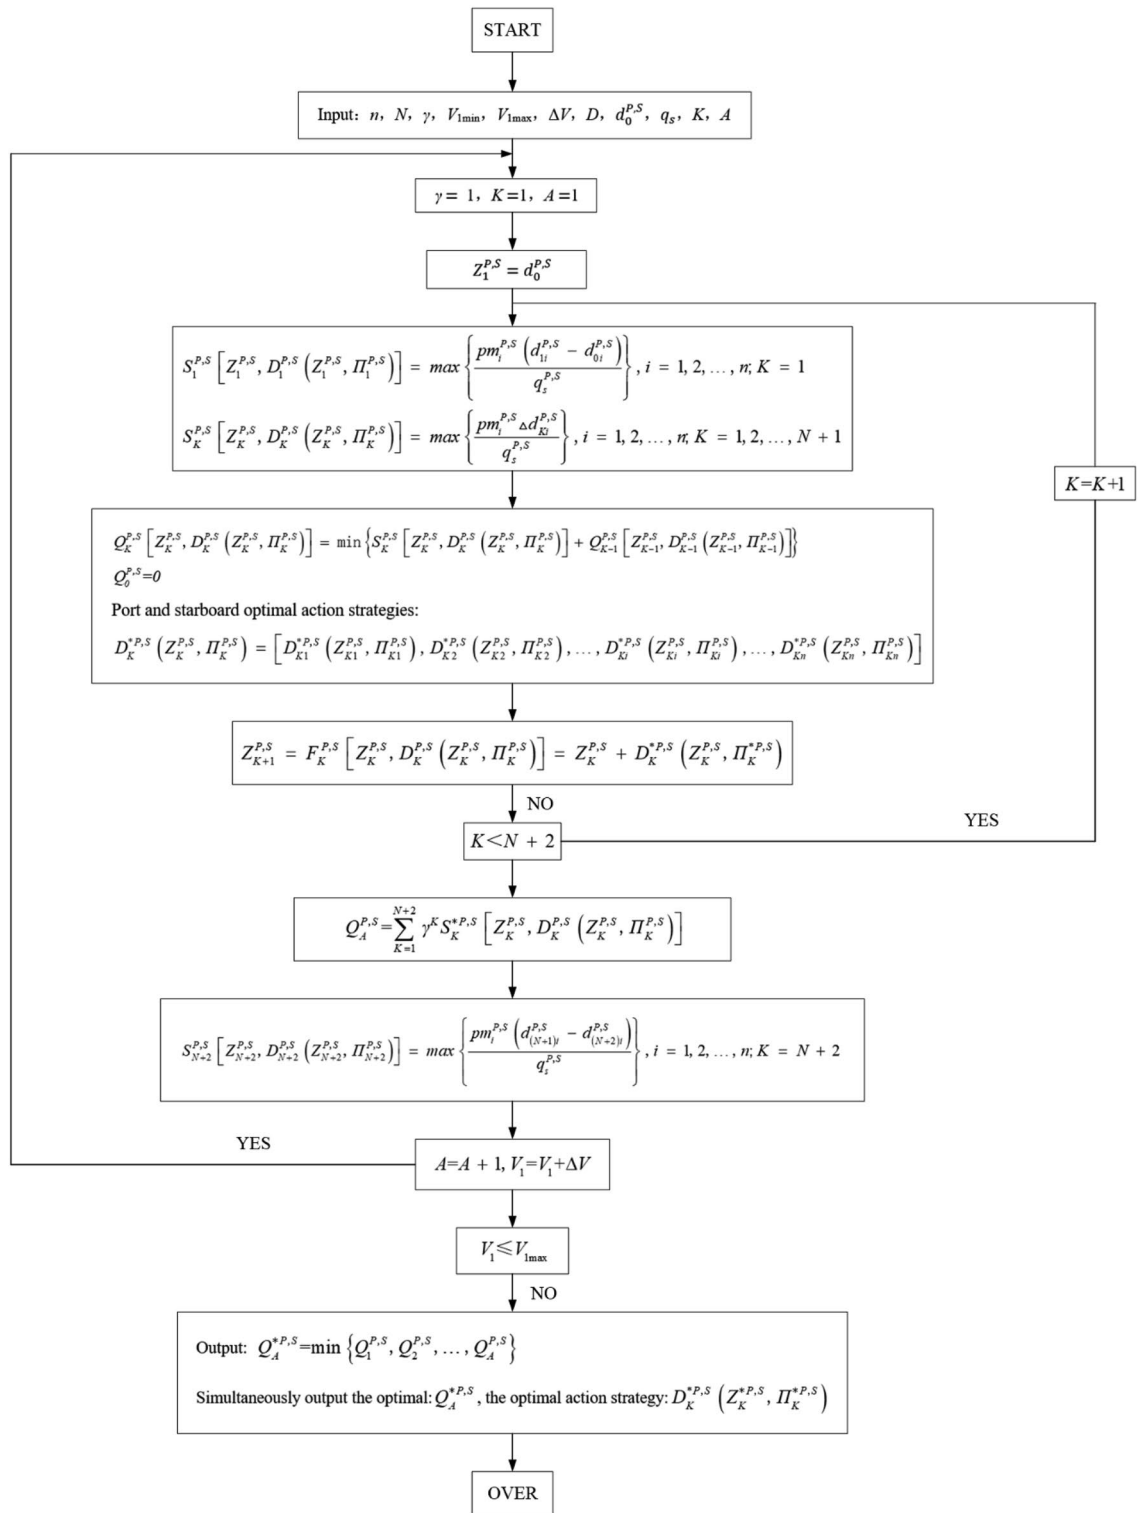 START
Input: n, N, γ, V_{1min}, V_{1max}, ΔV, D, d_0^{P,S}, q_s, K, A
γ = 1, K=1, A=1
Z_1^{P,S} = d_0^{P,S}
S_1^{P,S} [Z_1^{P,S}, D_1^{P,S} (Z_1^{P,S}, Π_1^{P,S})] = max {pm_i^{P,S} (d_{1i}^{P,S} − d_{0i}^{P,S}) / q_s^{P,S}}, i = 1, 2, ..., n; K = 1
S_K^{P,S} [Z_K^{P,S}, D_K^{P,S} (Z_K^{P,S}, Π_K^{P,S})] = max {pm_i^{P,S} Δd_{Ki}^{P,S} / q_s^{P,S}}, i = 1, 2, ..., n; K = 1, 2, ..., N + 1
K=K+1
Q_K^{P,S} [Z_K^{P,S}, D_K^{P,S} (Z_K^{P,S}, Π_K^{P,S})] = min {S_K^{P,S} [Z_K^{P,S}, D_K^{P,S} (Z_K^{P,S}, Π_K^{P,S})] + Q_{K-1}^{P,S} [Z_{K-1}^{P,S}, D_{K-1}^{P,S} (Z_{K-1}^{P,S}, Π_{K-1}^{P,S})]}
Q_0^{P,S}=0
Port and starboard optimal action strategies:
D_K^{*P,S} (Z_K^{P,S}, Π_K^{P,S}) = [D_{K1}^{*P,S} (Z_{K1}^{P,S}, Π_{K1}^{P,S}), D_{K2}^{*P,S} (Z_{K2}^{P,S}, Π_{K2}^{P,S}), ..., D_{Ki}^{*P,S} (Z_{Ki}^{P,S}, Π_{Ki}^{P,S}), ..., D_{Kn}^{*P,S} (Z_{Kn}^{P,S}, Π_{Kn}^{P,S})]
Z_{K+1}^{P,S} = F_K^{P,S} [Z_K^{P,S}, D_K^{P,S} (Z_K^{P,S}, Π_K^{P,S})] = Z_K^{P,S} + D_K^{*P,S} (Z_K^{P,S}, Π_K^{*P,S})
NO
K<N + 2
YES
Q_A^{P,S}=∑_{K=1}^{N+2} γ^K S_K^{*P,S} [Z_K^{P,S}, D_K^{P,S} (Z_K^{P,S}, Π_K^{P,S})]
S_{N+2}^{P,S} [Z_{N+2}^{P,S}, D_{N+2}^{P,S} (Z_{N+2}^{P,S}, Π_{N+2}^{P,S})] = max {pm_i^{P,S} (d_{(N+1)i}^{P,S} − d_{(N+2)i}^{P,S}) / q_s^{P,S}}, i = 1, 2, ..., n; K = N + 2
YES
A=A + 1, V_1=V_1+ΔV
V_1⩽V_{1max}
NO
Output: Q_A^{*P,S}=min {Q_1^{P,S}, Q_2^{P,S}, ..., Q_A^{P,S}}
Simultaneously output the optimal: Q_A^{*P,S}, the optimal action strategy: D_K^{*P,S} (Z_K^{*P,S}, Π_K^{*P,S})
OVER